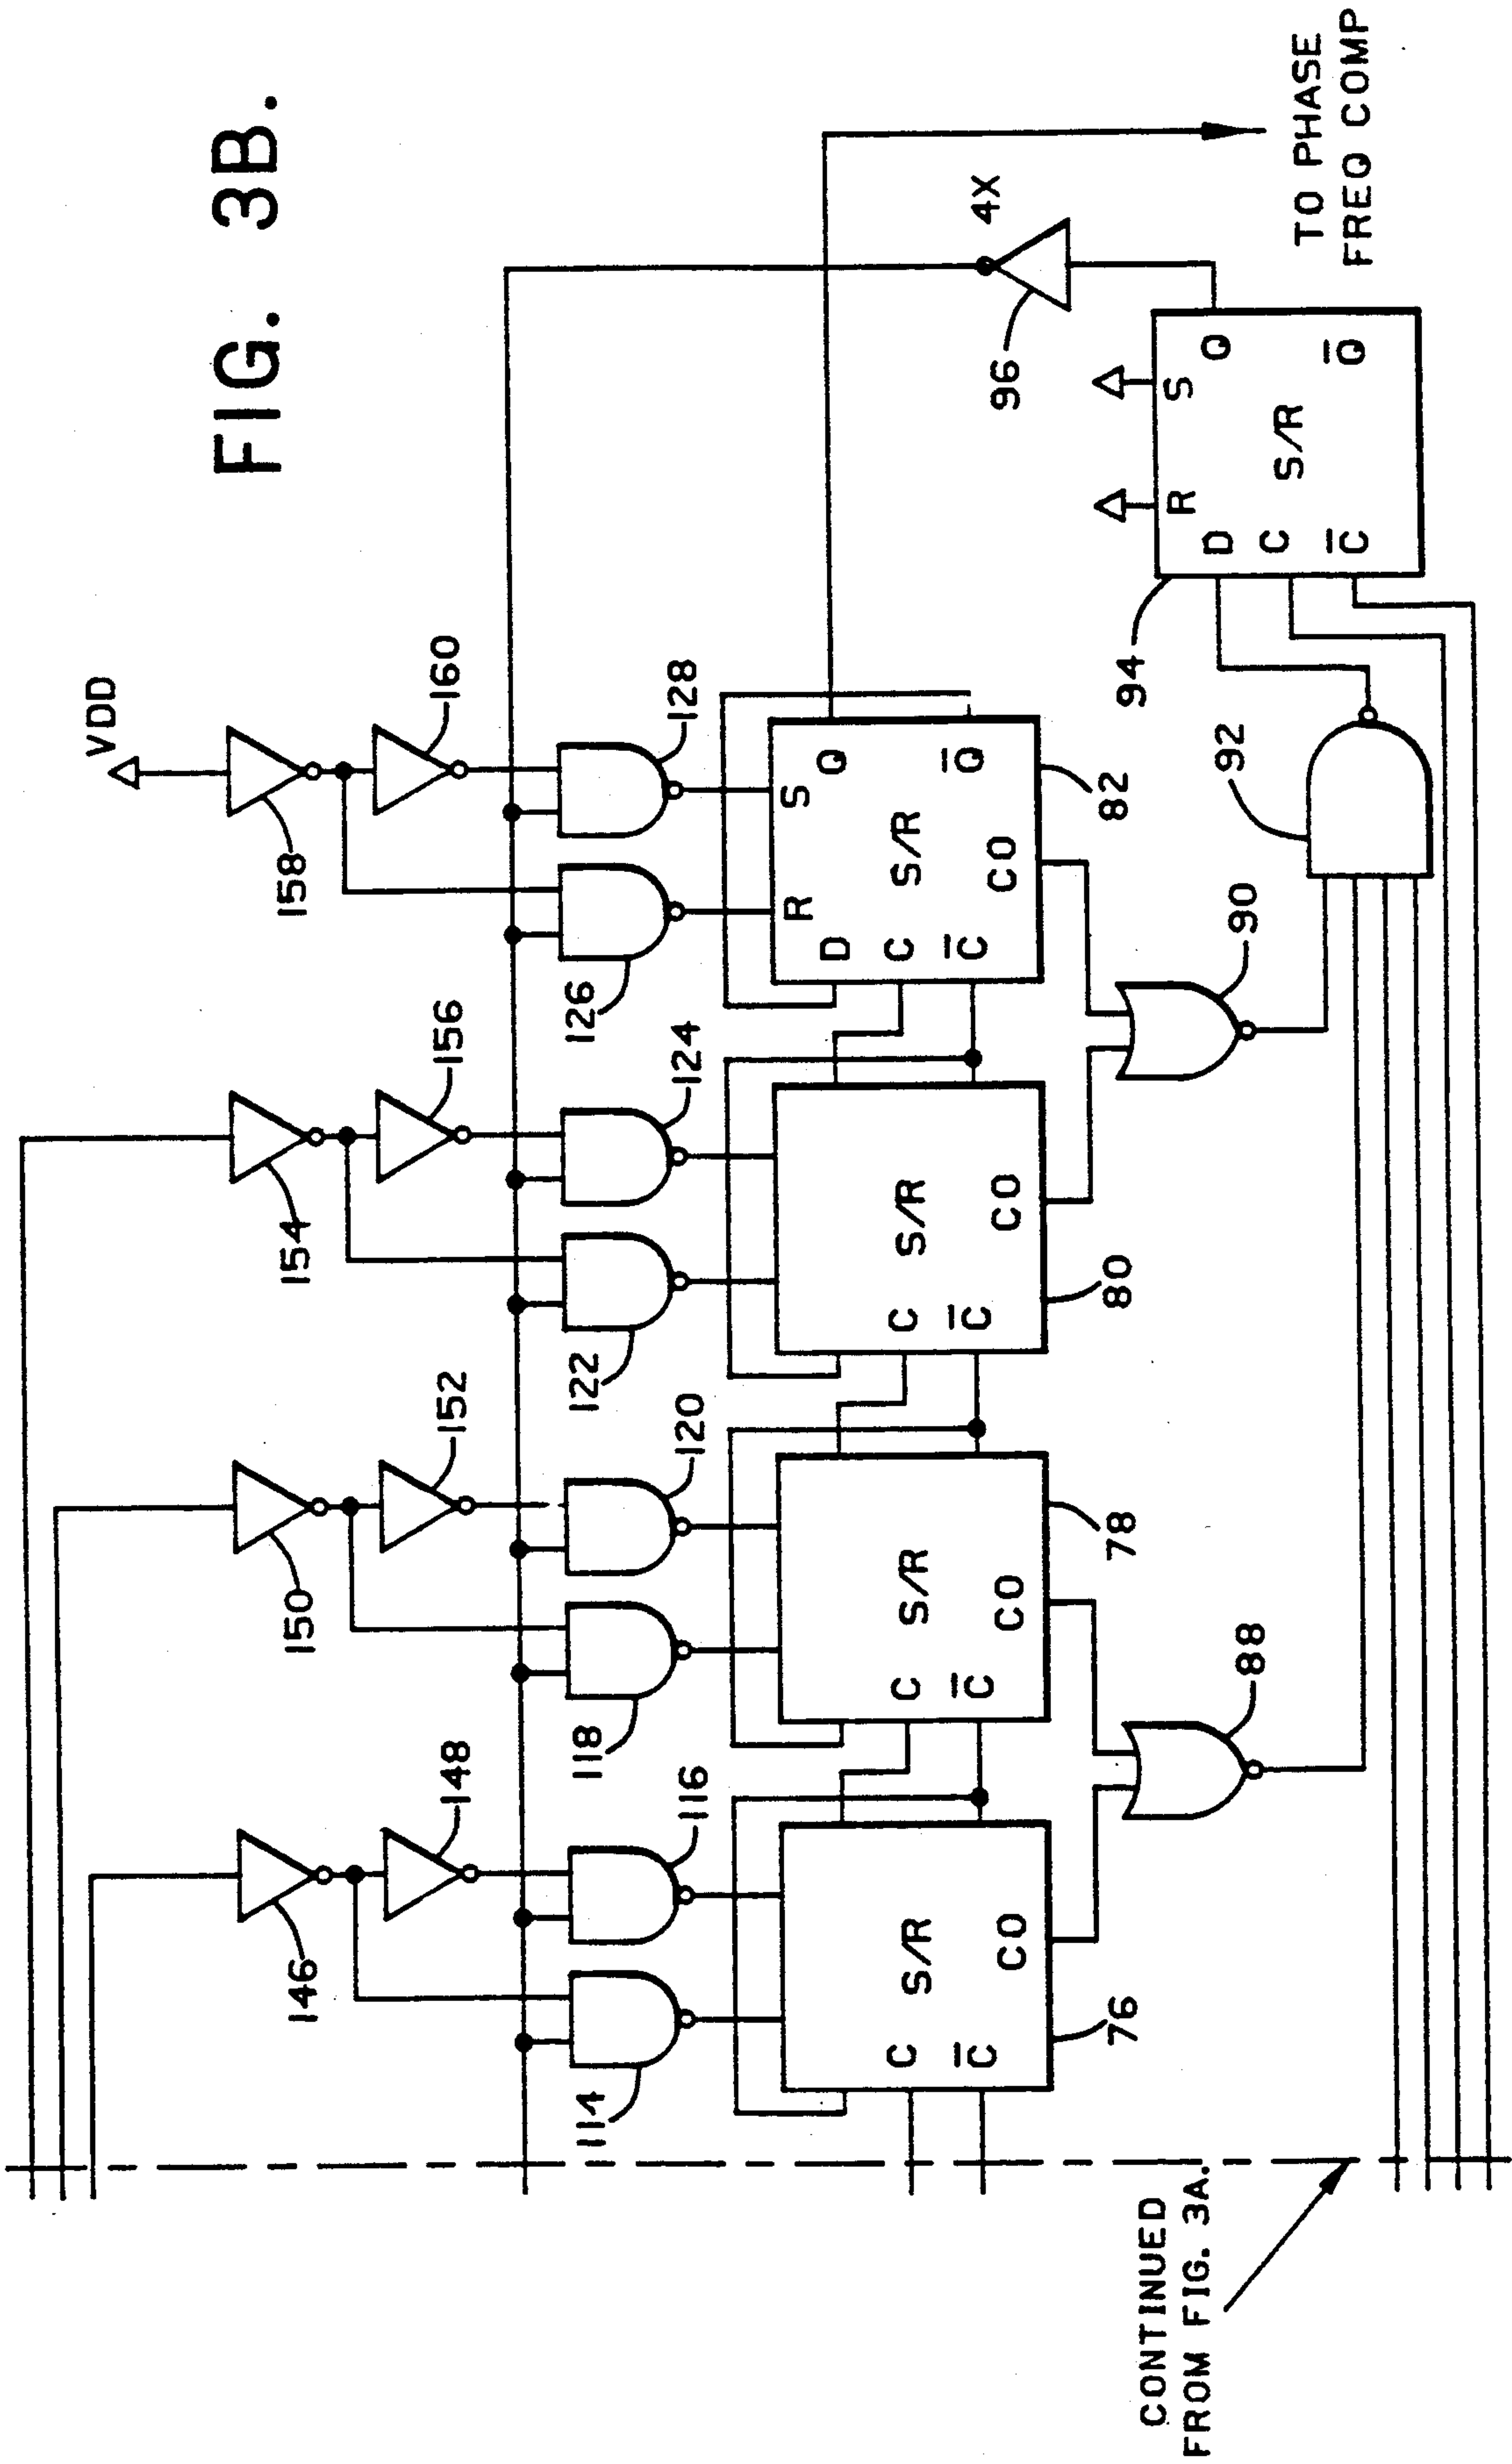 FIG. 3B.
VDD
146
148
150
152
154
156
158
160
114
116
118
120
122
124
126
128
4X
96
TO PHASE
FREQ COMP
S/R
C
C̅
CO
76
S/R
C
C̅
CO
78
S/R
C
C̅
CO
80
R
S
D
Q
C
S/R
C̅
Q̅
CO
82
88
90
92
94
R
S
D
Q
C
S/R
C̅
Q̅
CONTINUED
FROM FIG. 3A.